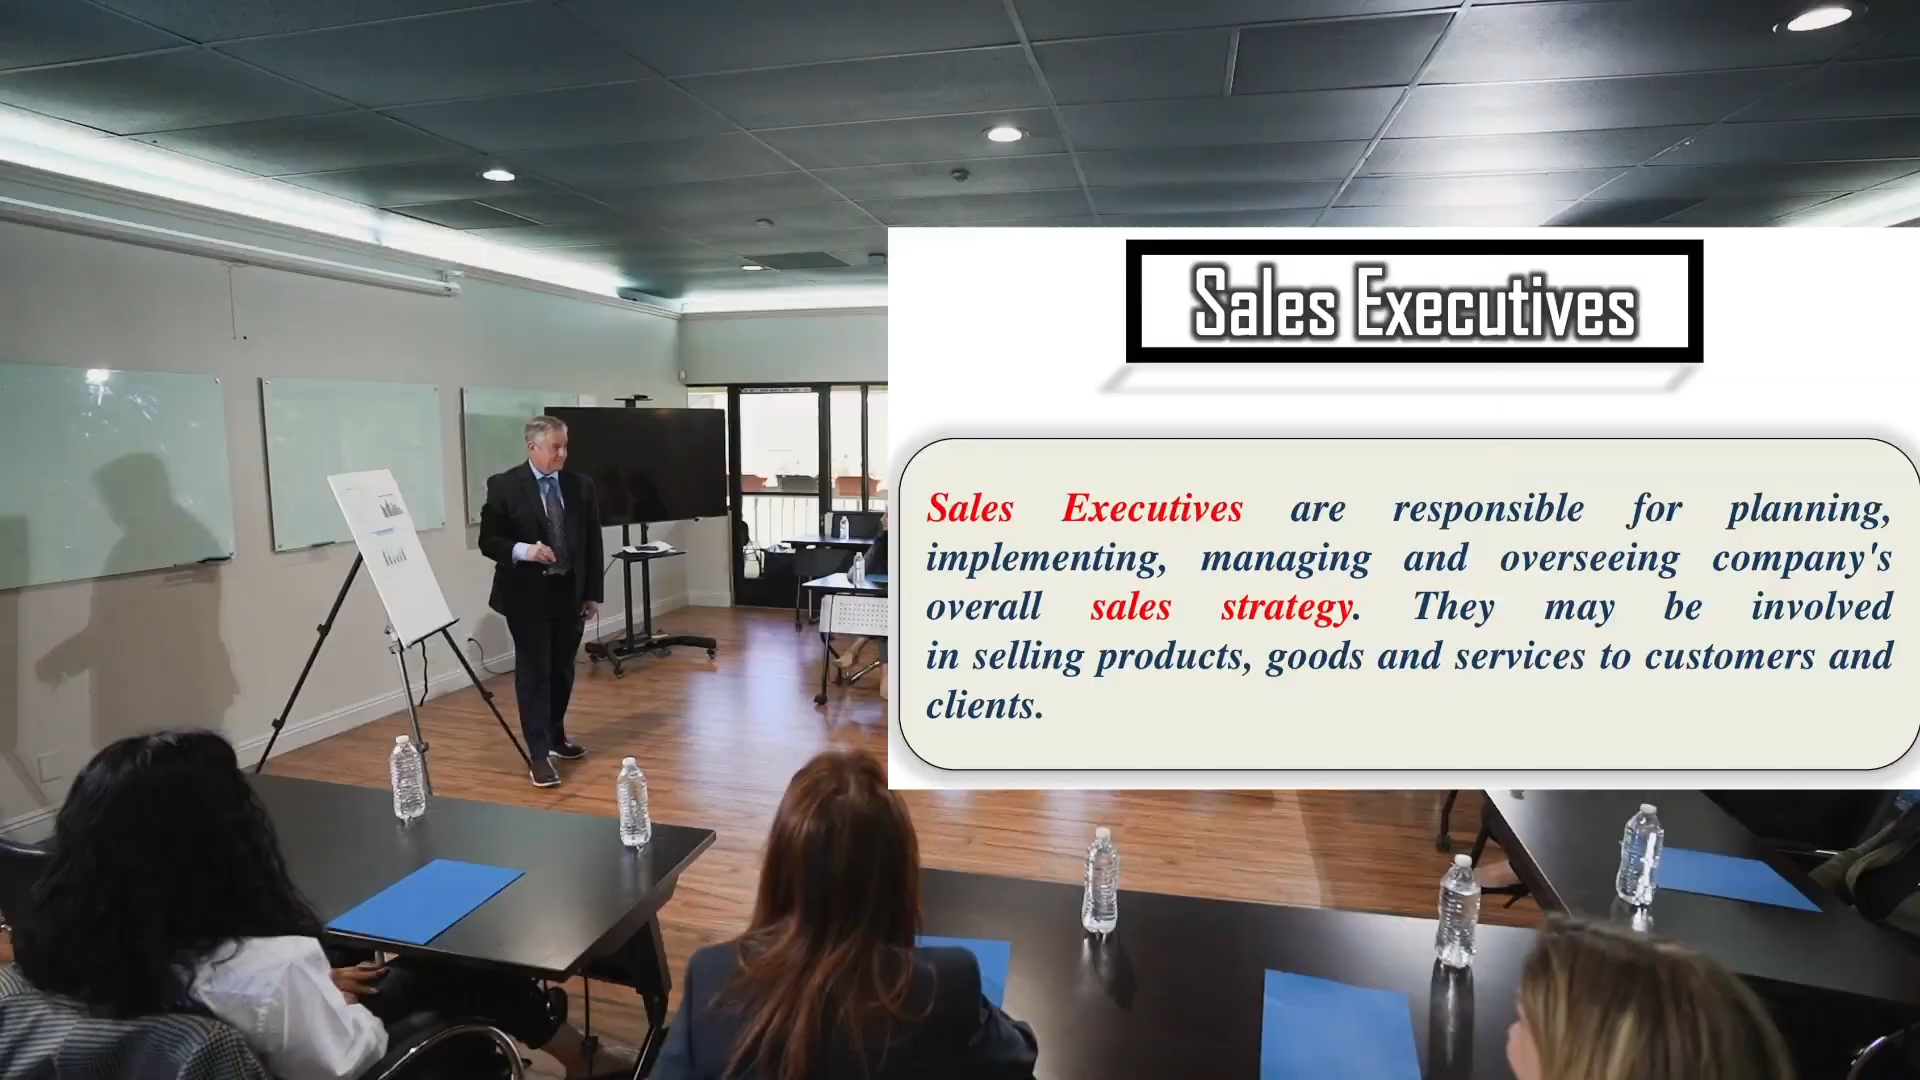 Sales Executives
Sales Executives are responsible for planning,
implementing, managing and overseeing company's
overall sales strategy. They may be involved
in selling products, goods and services to customers and
clients.